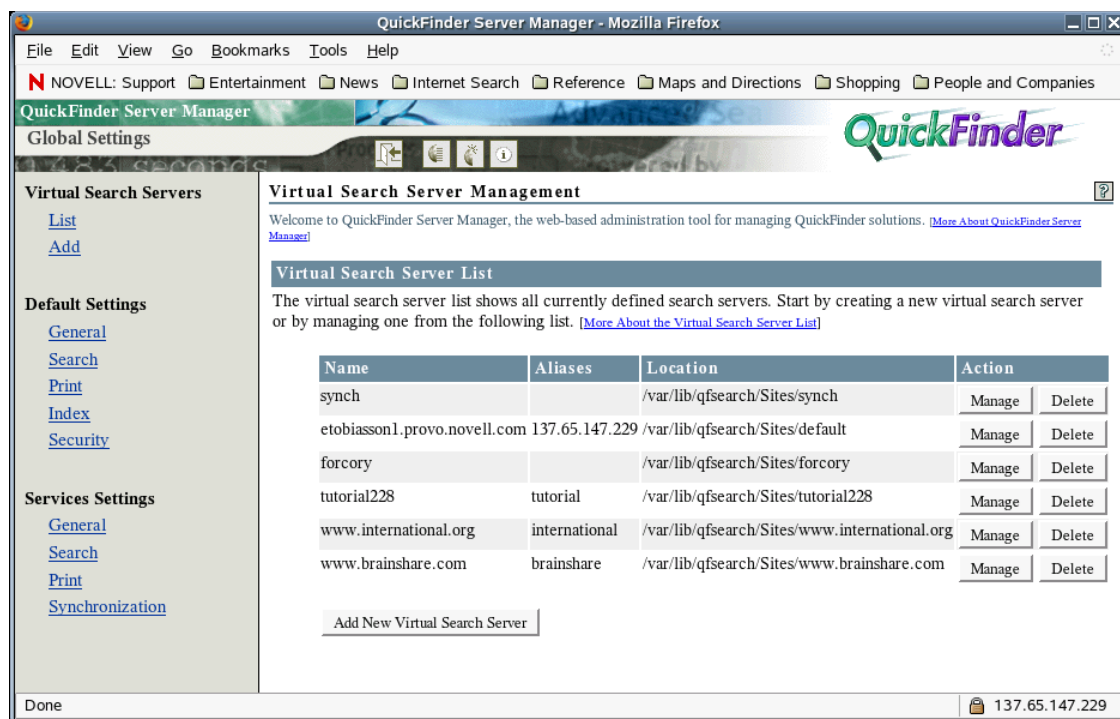 QuickFinder Server Manager - Mozilla Firefox
File Edit View Go Bookmarks Tools Help
N NOVELL: Support Entertainment News Internet Search Reference Maps and Directions Shopping People and Companies
QuickFinder Server Manager
Advanced Sea
Global Settings
QuickFinder
0.483 seconds
Virtual Search Servers
List
Add
Default Settings
General
Search
Print
Index
Security
Services Settings
General
Search
Print
Synchronization
Virtual Search Server Management ?
Welcome to QuickFinder Server Manager, the web-based administration tool for managing QuickFinder solutions. [More About QuickFinder Server
Manager]
Virtual Search Server List
The virtual search server list shows all currently defined search servers. Start by creating a new virtual search server
or by managing one from the following list. [More About the Virtual Search Server List]
Name Aliases Location Action
synch /var/lib/qfsearch/Sites/synch Manage Delete
etobiasson1.provo.novell.com 137.65.147.229 /var/lib/qfsearch/Sites/default Manage Delete
forcory /var/lib/qfsearch/Sites/forcory Manage Delete
tutorial228 tutorial /var/lib/qfsearch/Sites/tutorial228 Manage Delete
www.international.org international /var/lib/qfsearch/Sites/www.international.org Manage Delete
www.brainshare.com brainshare /var/lib/qfsearch/Sites/www.brainshare.com Manage Delete
Add New Virtual Search Server
Done 137.65.147.229